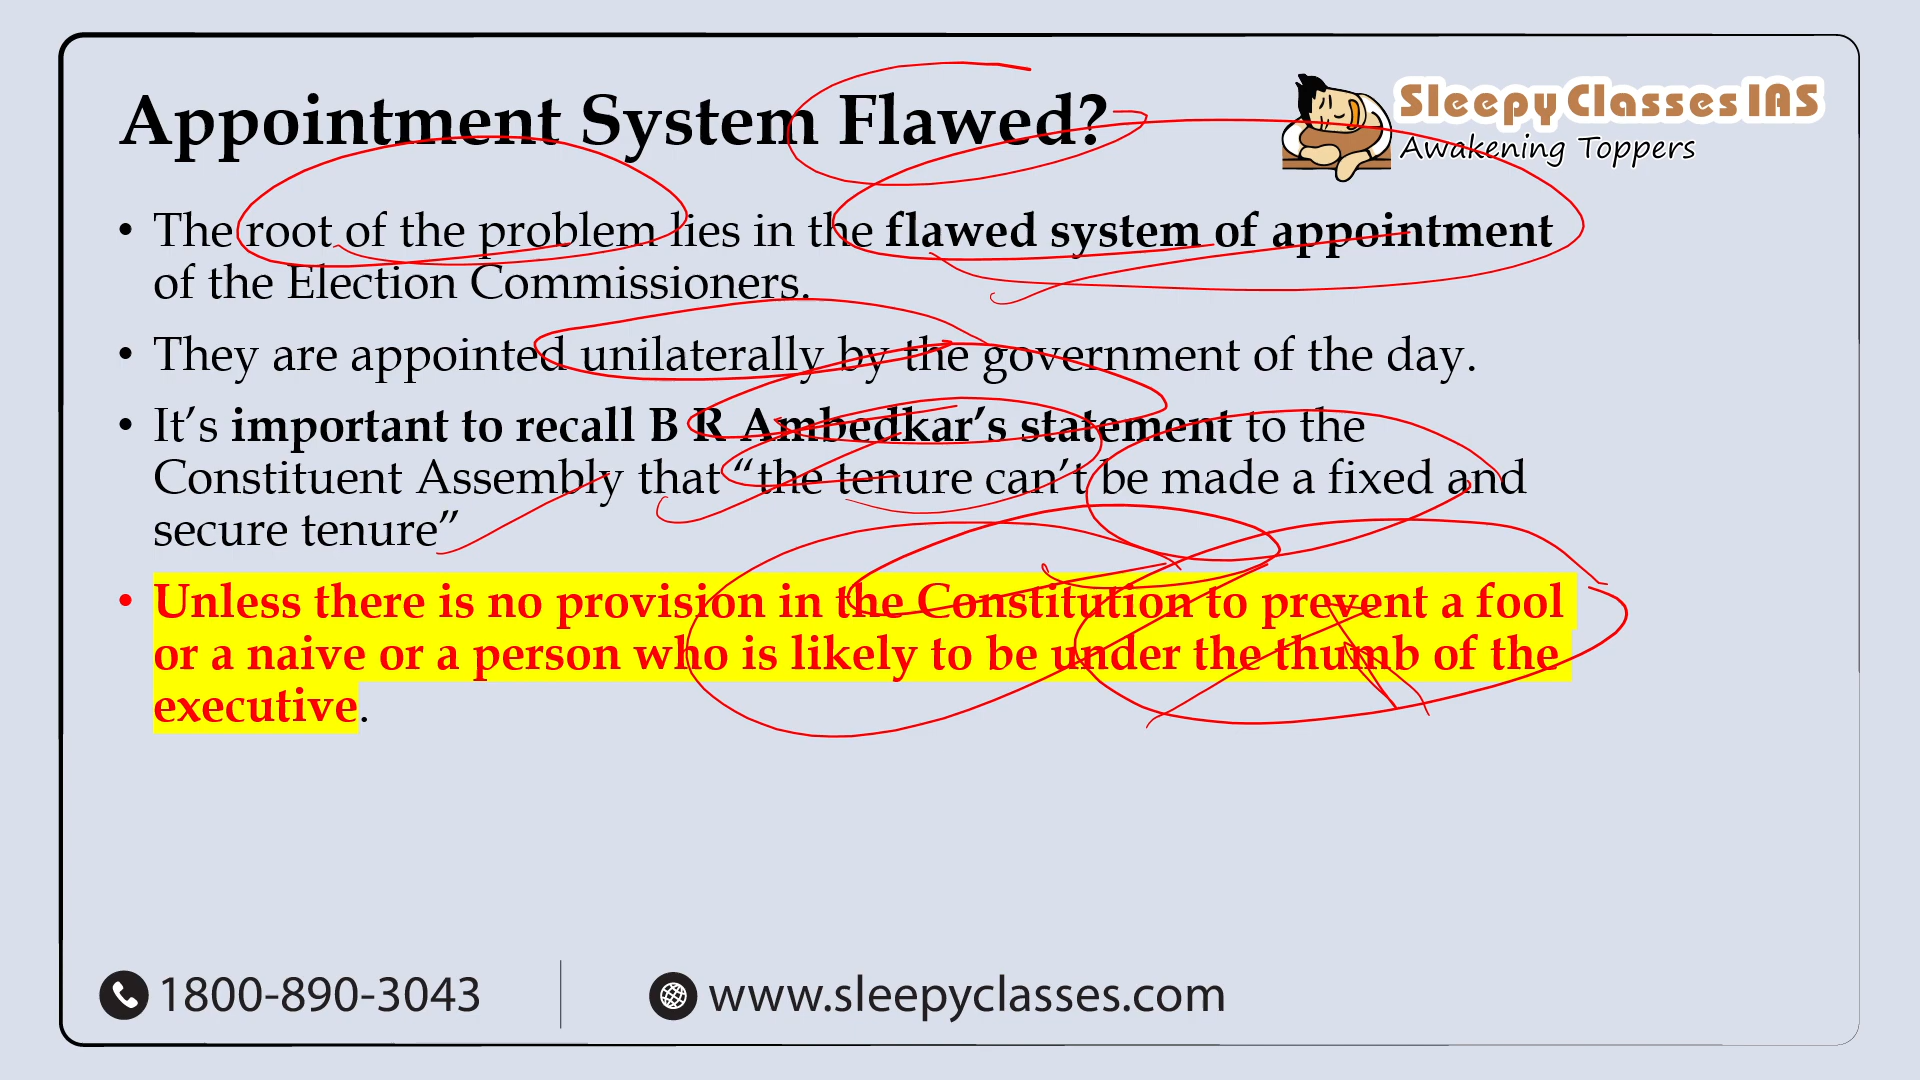 Appointment System Flawed?
Sleepy Classes IAS
Awakening Toppers
• The root of the problem lies in the flawed system of appointment
of the Election Commissioners.
• They are appointed unilaterally by the government of the day.
• It’s important to recall B R Ambedkar’s statement to the
Constituent Assembly that “the tenure can’t be made a fixed and
secure tenure”
• Unless there is no provision in the Constitution to prevent a fool
or a naive or a person who is likely to be under the thumb of the
executive.
1800-890-3043
www.sleepyclasses.com